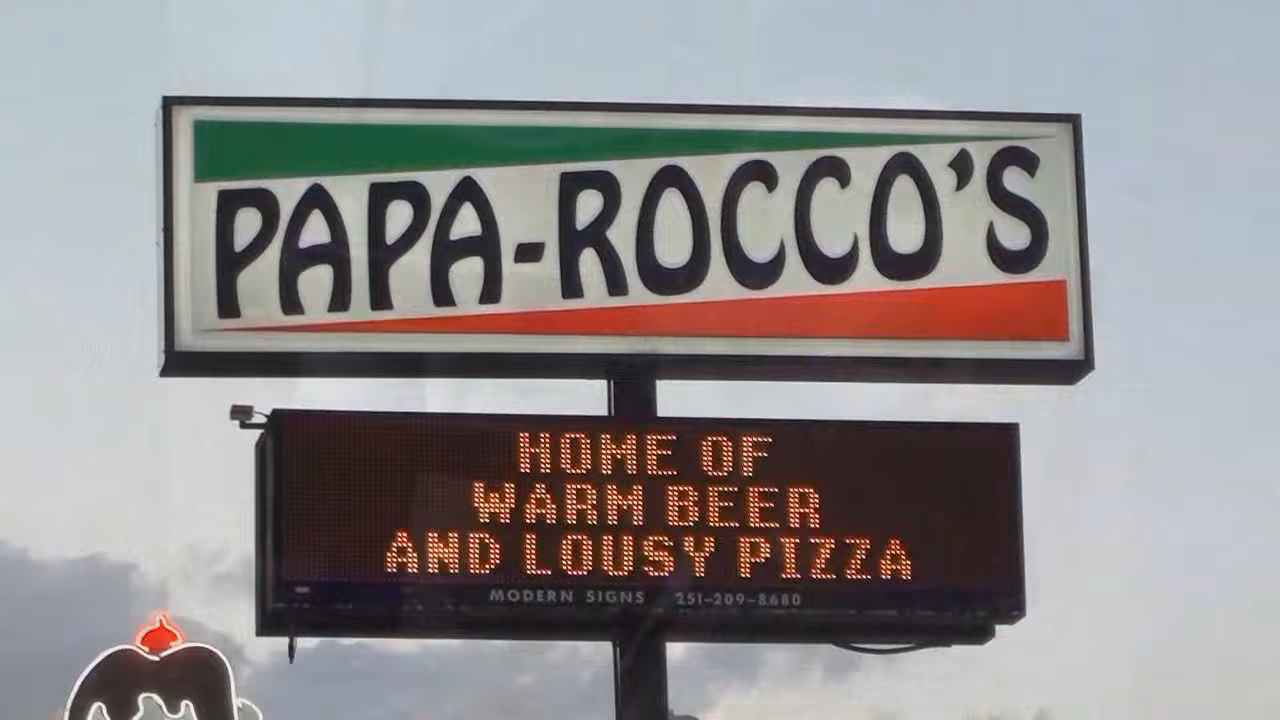 PAPA-ROCCO'S
HOME OF
WARM BEER
AND LOUSY PIZZA
MODERN SIGNS 251-209-8680